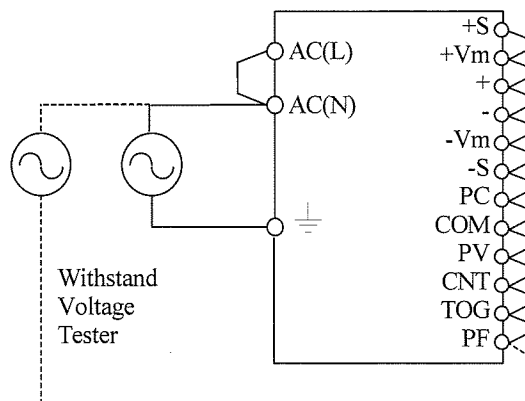 AC(L)
AC(N)
Withstand
Voltage
Tester
+S
+Vm
+
-
-Vm
-S
PC
COM
PV
CNT
TOG
PF